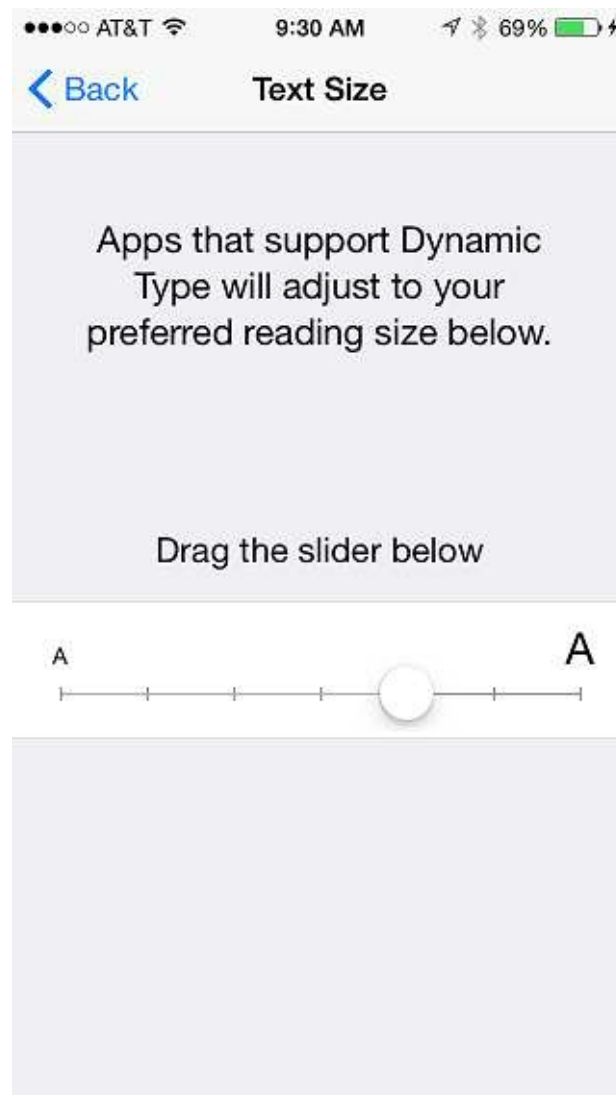 AT&T 9:30 AM 69%
Back Text Size
Apps that support Dynamic
Type will adjust to your
preferred reading size below.
Drag the slider below
A A